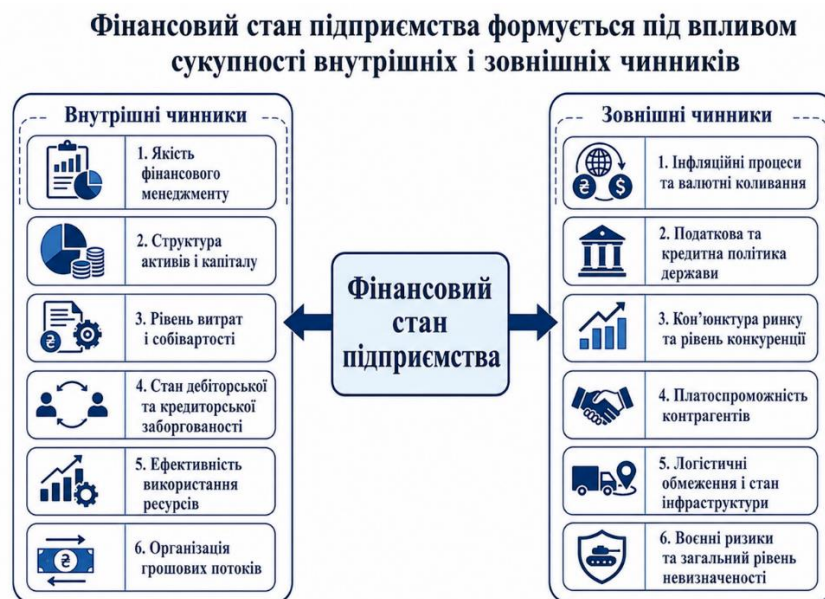 Фінансовий стан підприємства формується під впливом
сукупності внутрішніх і зовнішніх чинників
Внутрішні чинники
1. Якість
фінансового
менеджменту
2. Структура
активів і капіталу
3. Рівень витрат
і собівартості
4. Стан дебіторської
та кредиторської
заборгованості
5. Ефективність
використання
ресурсів
6. Організація
грошових потоків
Фінансовий
стан
підприємства
Зовнішні чинники
1. Інфляційні процеси
та валютні коливання
2. Податкова та
кредитна політика
держави
3. Кон’юнктура ринку
та рівень конкуренції
4. Платоспроможність
контрагентів
5. Логістичні
обмеження і стан
інфраструктури
6. Воєнні ризики
та загальний рівень
невизначеності